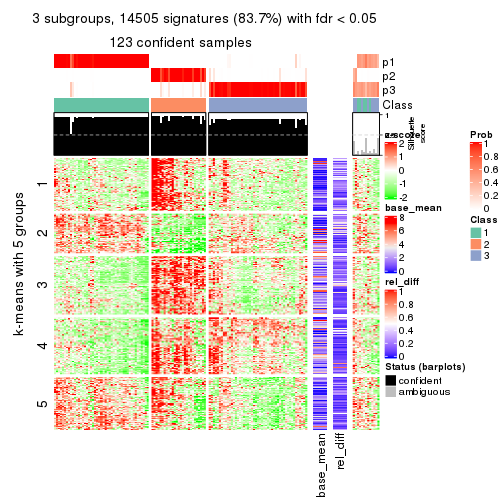 3 subgroups, 14505 signatures (83.7%) with fdr < 0.05
123 confident samples
p1
p2
p3
Class
1
Silhouette
score
z-score
2
1
0
-1
-2
Prob
1
0.8
0.6
0.4
0.2
0
base_mean
8
6
4
2
0
Class
1
2
3
rel_diff
1
0.8
0.6
0.4
0.2
0
Status (barplots)
confident
ambiguous
k-means with 5 groups
1
2
3
4
5
base_mean
rel_diff